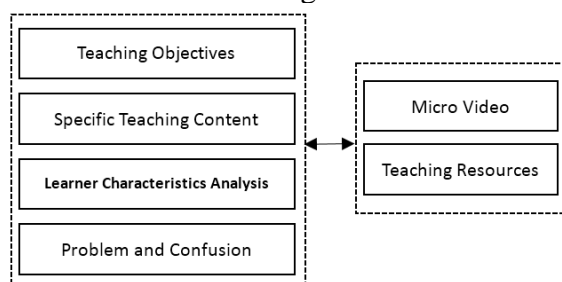 Teaching Objectives
Specific Teaching Content
Learner Characteristics Analysis
Problem and Confusion
Micro Video
Teaching Resources